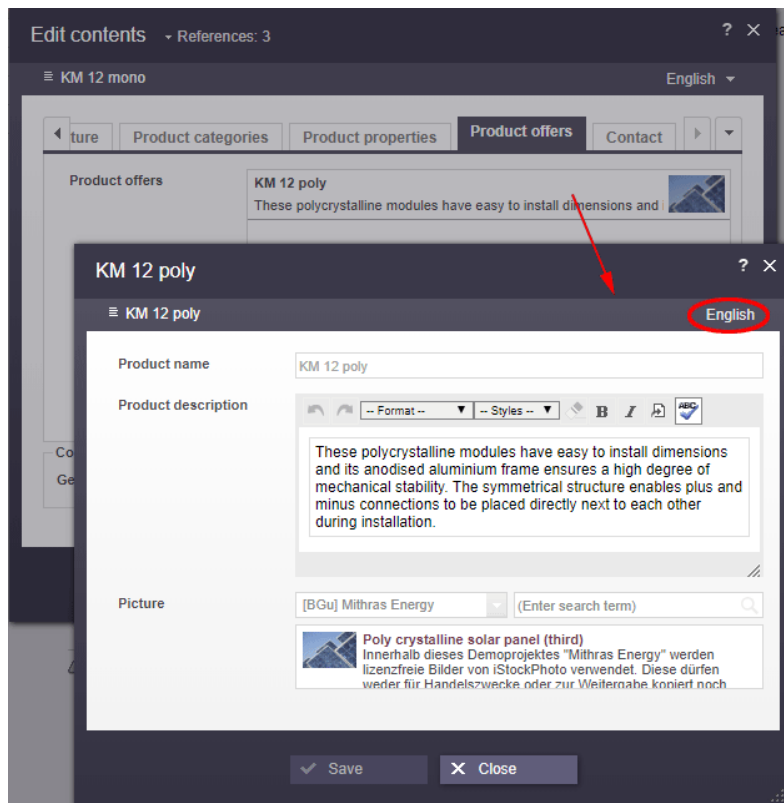 Edit contents References: 3 ?
KM 12 mono English
ture Product categories Product properties Product offers Contact
Product offers KM 12 poly
These polycrystalline modules have easy to install dimensions and
KM 12 poly ?
KM 12 poly English
Product name KM 12 poly
Product description -- Format -- -- Styles -- B I ABC
These polycrystalline modules have easy to install dimensions
and its anodised aluminium frame ensures a high degree of
mechanical stability. The symmetrical structure enables plus and
minus connections to be placed directly next to each other
during installation.
Co
Ge
Picture [BGu] Mithras Energy (Enter search term)
Poly crystalline solar panel (third)
Innerhalb dieses Demoprojektes "Mithras Energy" werden
lizenzfreie Bilder von iStockPhoto verwendet. Diese dürfen
weder für Handelszwecke oder zur Weitergabe kopiert noch
Save Close